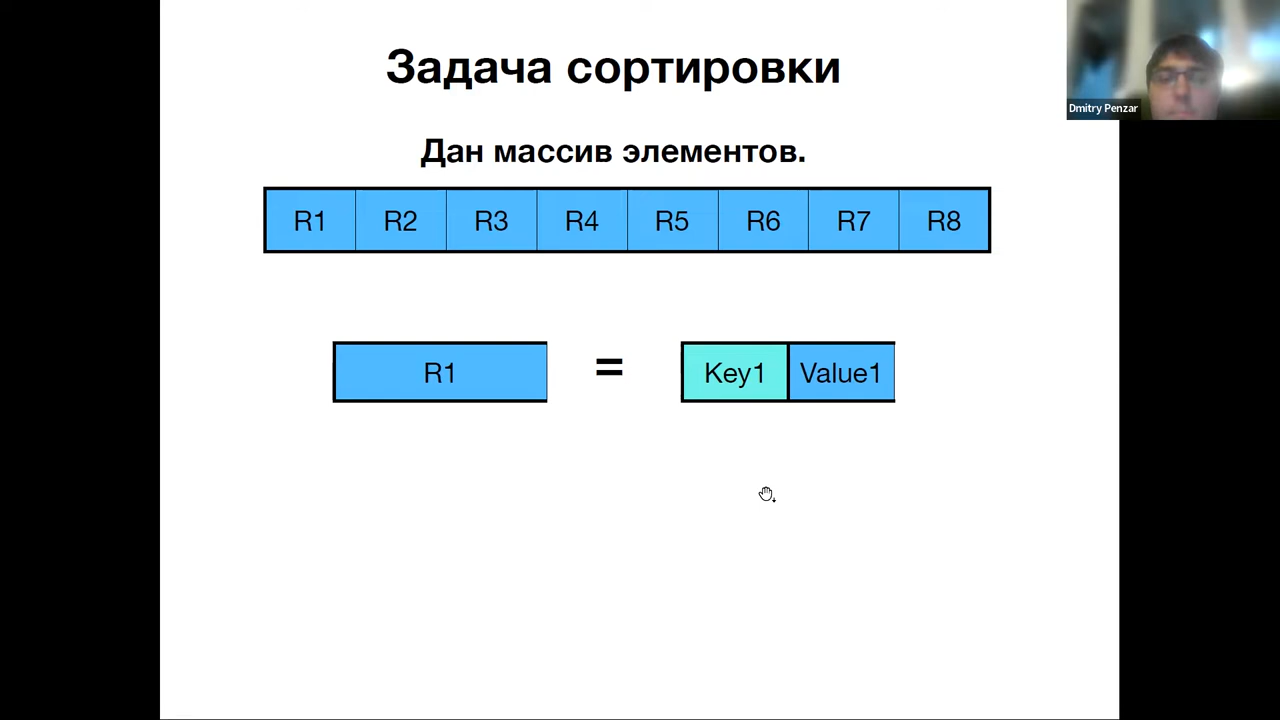 Задача сортировки
Dmitry Penzar
Дан массив элементов.
R1 R2 R3 R4 R5 R6 R7 R8
R1 = Key1 Value1